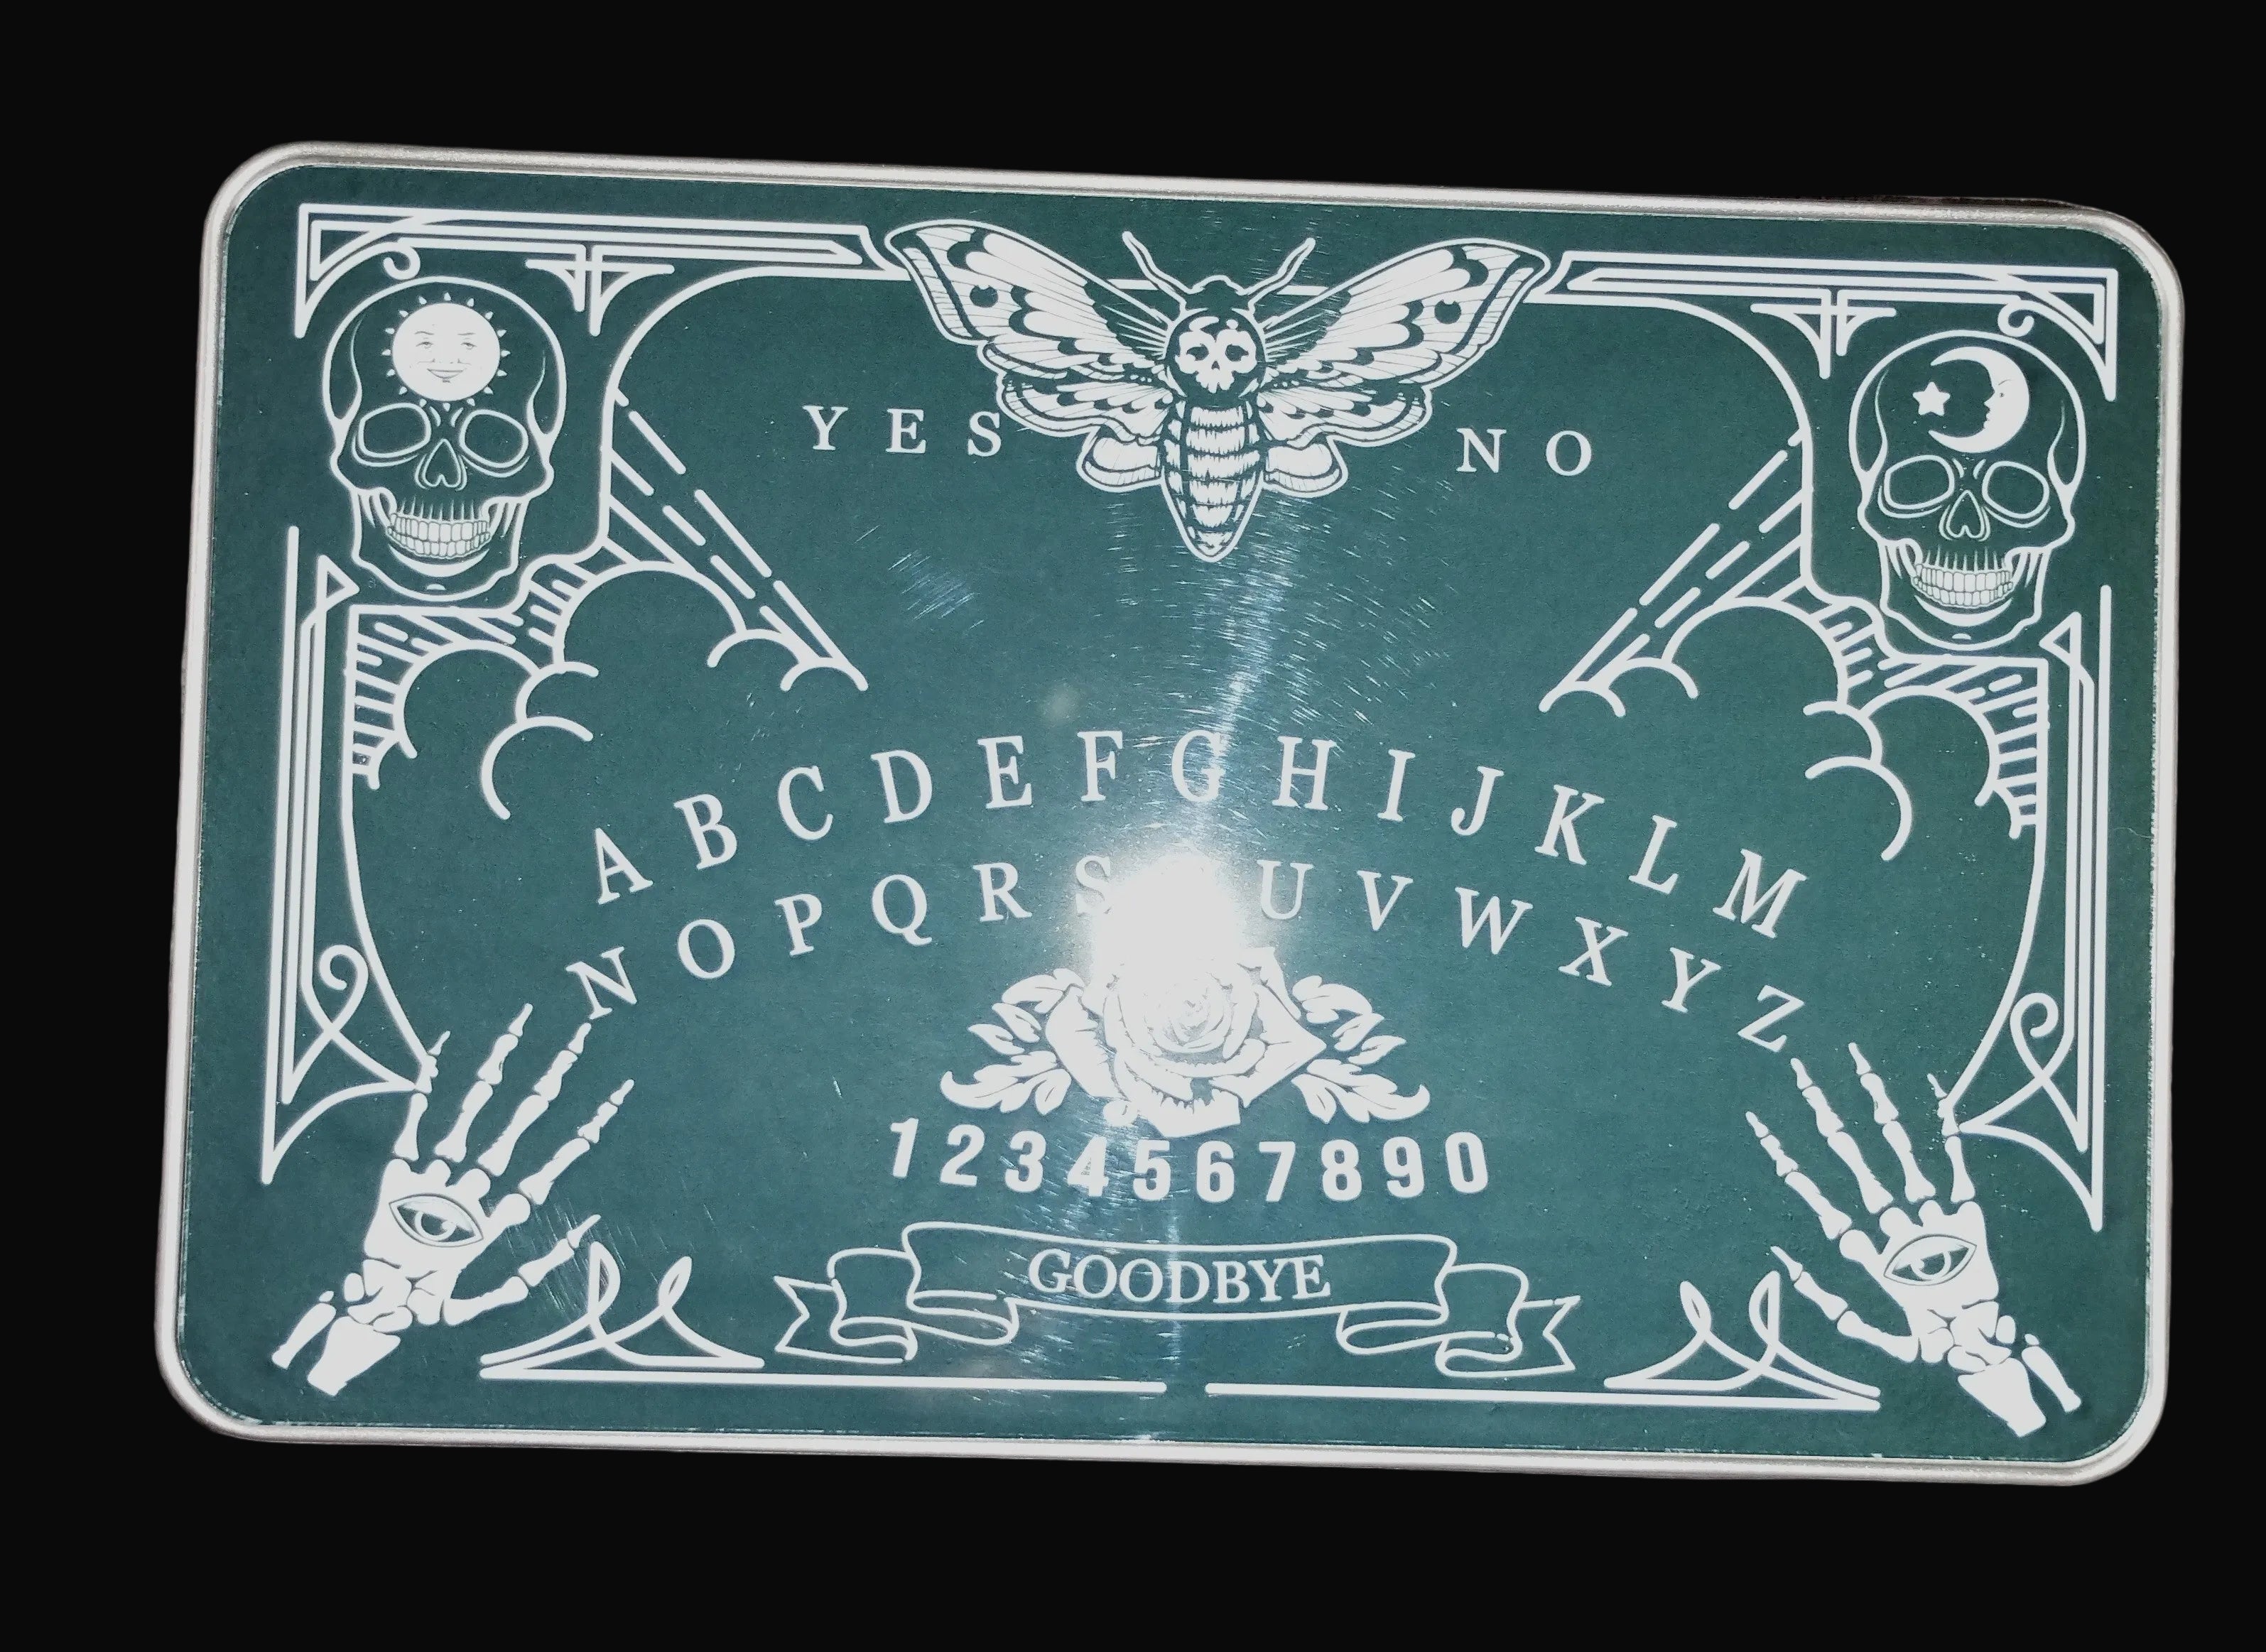 YES NO
A B C D E F G H I J K L M
N O P Q R S U V W X Y Z
1 2 3 4 5 6 7 8 9 0
GOODBYE